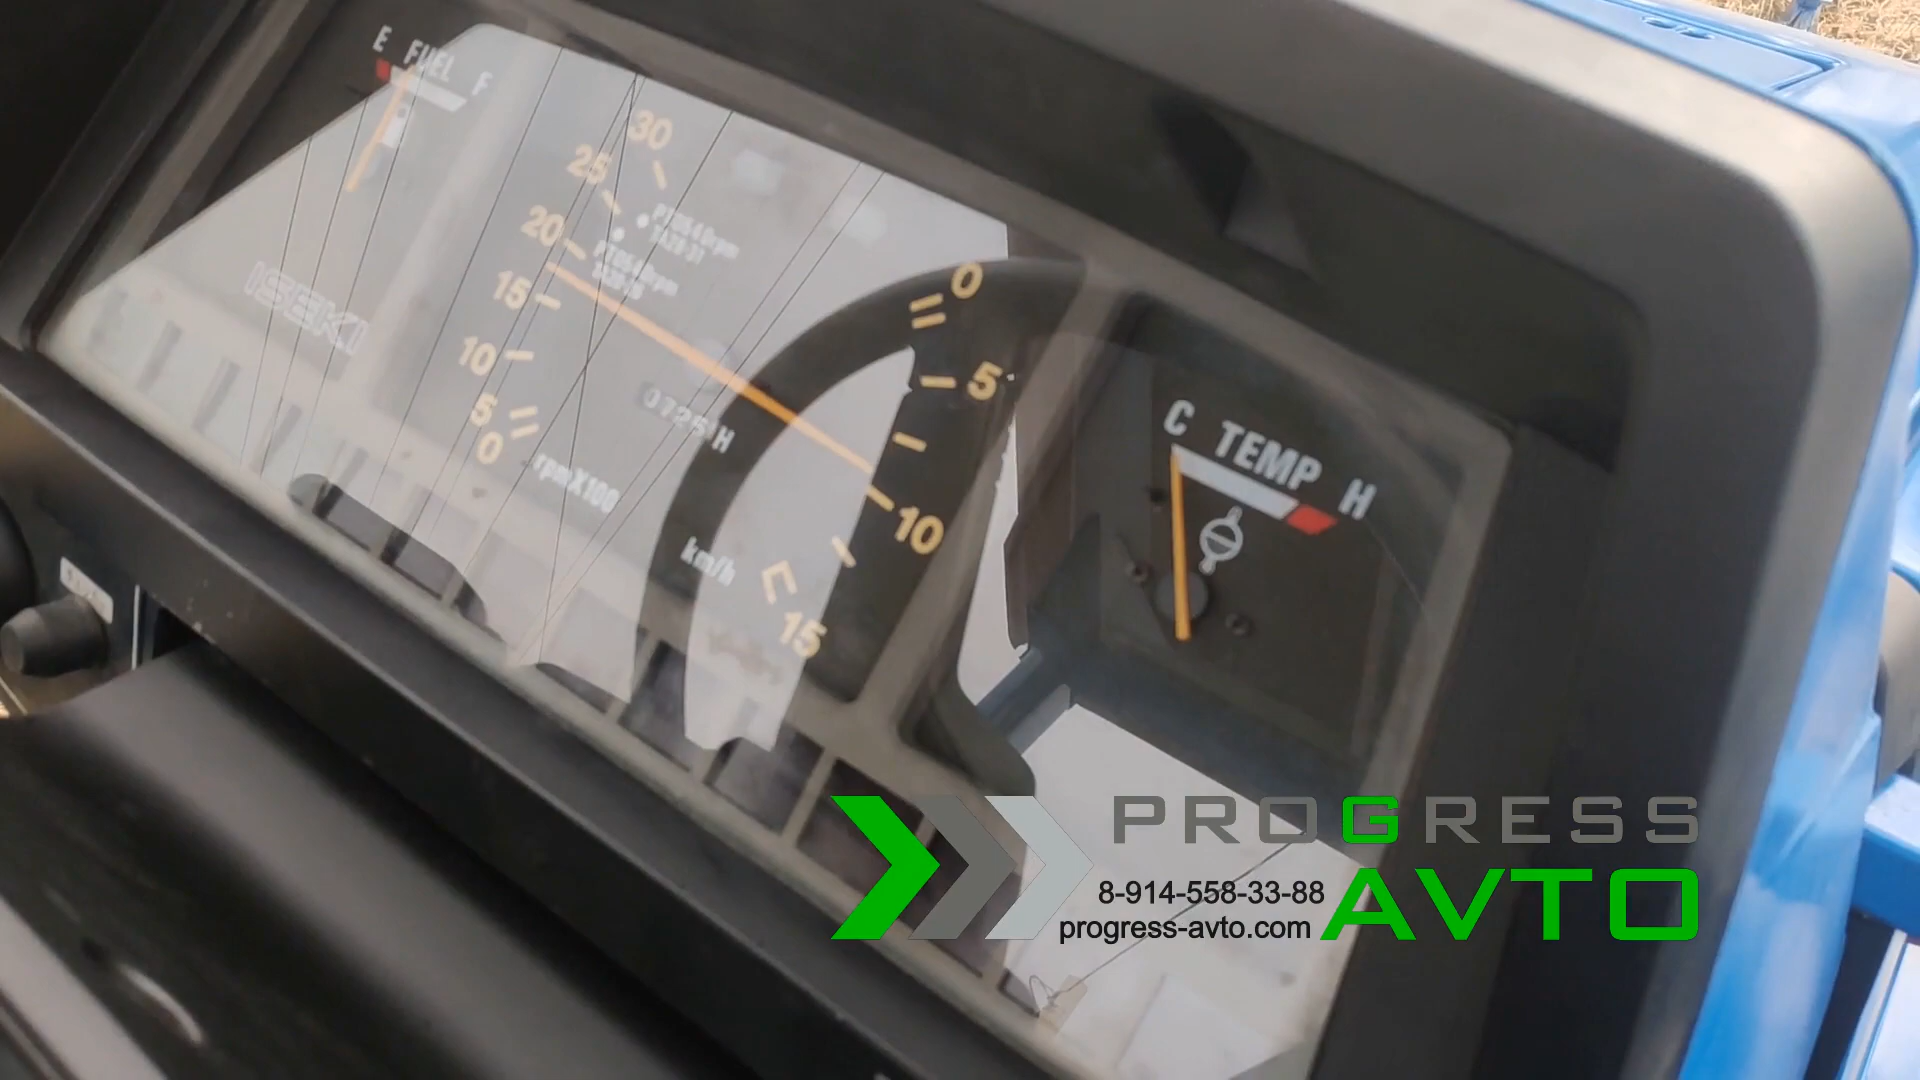 E FUEL F
30
25
20
15
10
5
0
rpmX100
ISEKI
H
km/h
0
5
10
15
C TEMP H
PROGRESS
AVTO
8-914-558-33-88
progress-avto.com